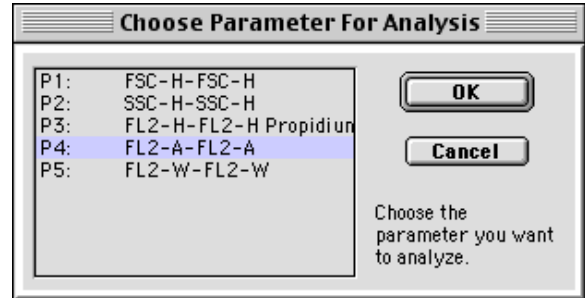 Choose Parameter For Analysis
P1: FSC-H-FSC-H
P2: SSC-H-SSC-H
P3: FL2-H-FL2-H Propidiun
P4: FL2-A-FL2-A
P5: FL2-W-FL2-W
OK
Cancel
Choose the
parameter you want
to analyze.